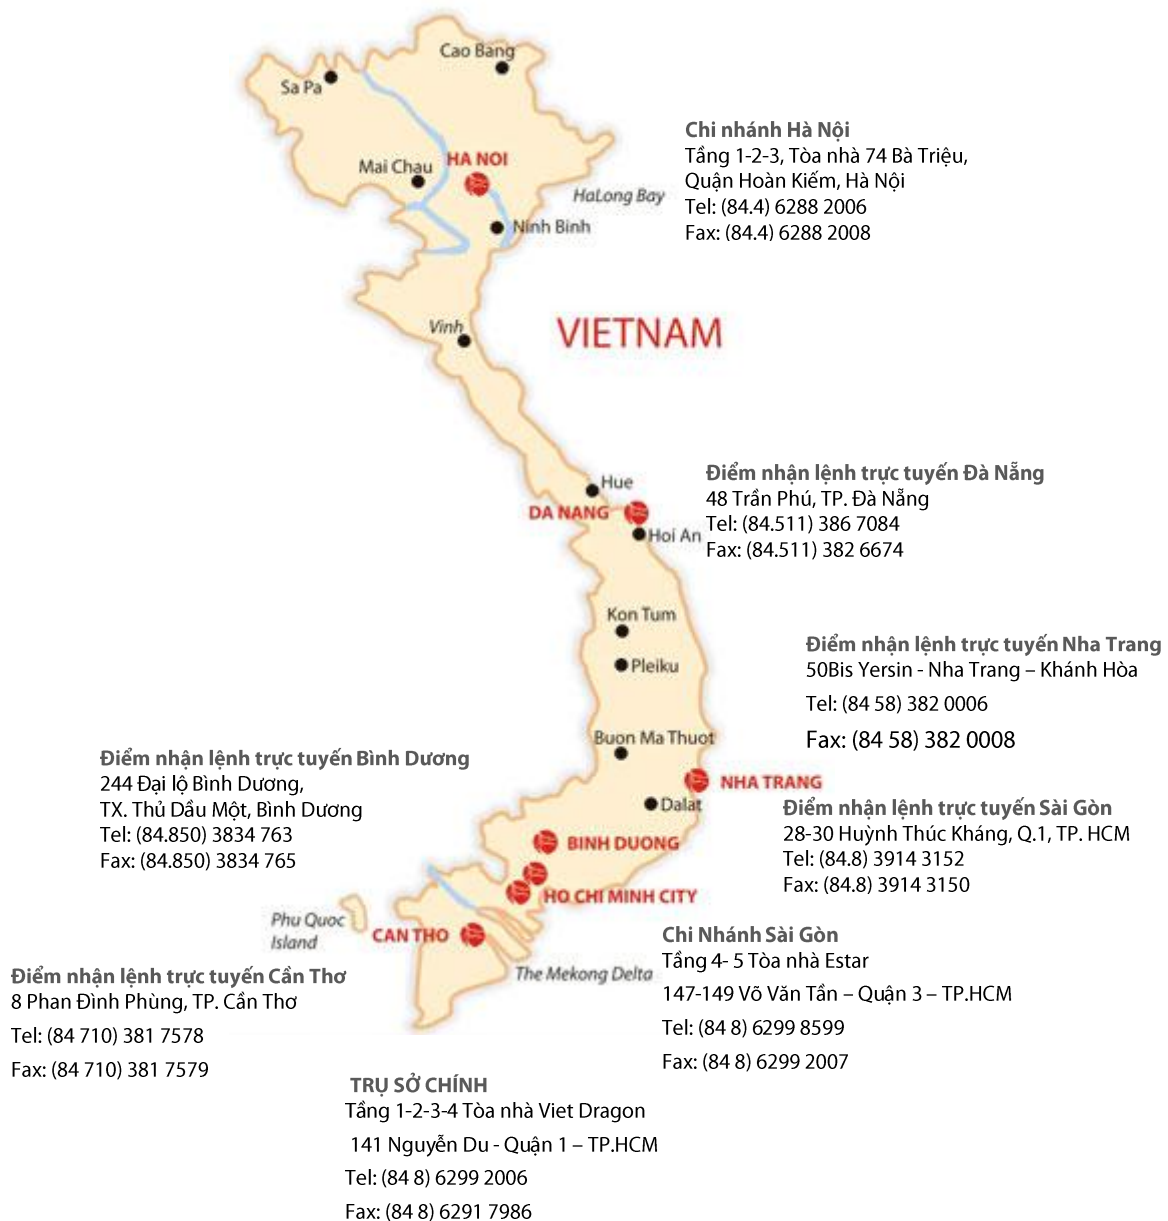 Cao Bang
Sa Pa
Chi nhánh Hà Nội
Tầng 1-2-3, Tòa nhà 74 Bà Triệu,
Quận Hoàn Kiếm, Hà Nội
Tel: (84.4) 6288 2006
Fax: (84.4) 6288 2008
HA NOI
Mai Chau
HaLong Bay
Ninh Binh
Vinh
VIETNAM
Điểm nhận lệnh trực tuyến Đà Nẵng
48 Trần Phú, TP. Đà Nẵng
Tel: (84.511) 386 7084
Fax: (84.511) 382 6674
Hue
DA NANG
Hoi An
Kon Tum
Pleiku
Điểm nhận lệnh trực tuyến Nha Trang
50Bis Yersin - Nha Trang – Khánh Hòa
Tel: (84 58) 382 0006
Fax: (84 58) 382 0008
Buon Ma Thuot
Điểm nhận lệnh trực tuyến Bình Dương
244 Đại lộ Bình Dương,
TX. Thủ Dầu Một, Bình Dương
Tel: (84.850) 3834 763
Fax: (84.850) 3834 765
NHA TRANG
Dalat
Điểm nhận lệnh trực tuyến Sài Gòn
28-30 Huỳnh Thúc Kháng, Q.1, TP. HCM
Tel: (84.8) 3914 3152
Fax: (84.8) 3914 3150
BINH DUONG
HO CHI MINH CITY
Phu Quoc
Island
CAN THO
The Mekong Delta
Chi Nhánh Sài Gòn
Tầng 4- 5 Tòa nhà Estar
147-149 Võ Văn Tần – Quận 3 – TP.HCM
Tel: (84 8) 6299 8599
Fax: (84 8) 6299 2007
Điểm nhận lệnh trực tuyến Cần Thơ
8 Phan Đình Phùng, TP. Cần Thơ
Tel: (84 710) 381 7578
Fax: (84 710) 381 7579
TRỤ SỞ CHÍNH
Tầng 1-2-3-4 Tòa nhà Viet Dragon
141 Nguyễn Du - Quận 1 – TP.HCM
Tel: (84 8) 6299 2006
Fax: (84 8) 6291 7986